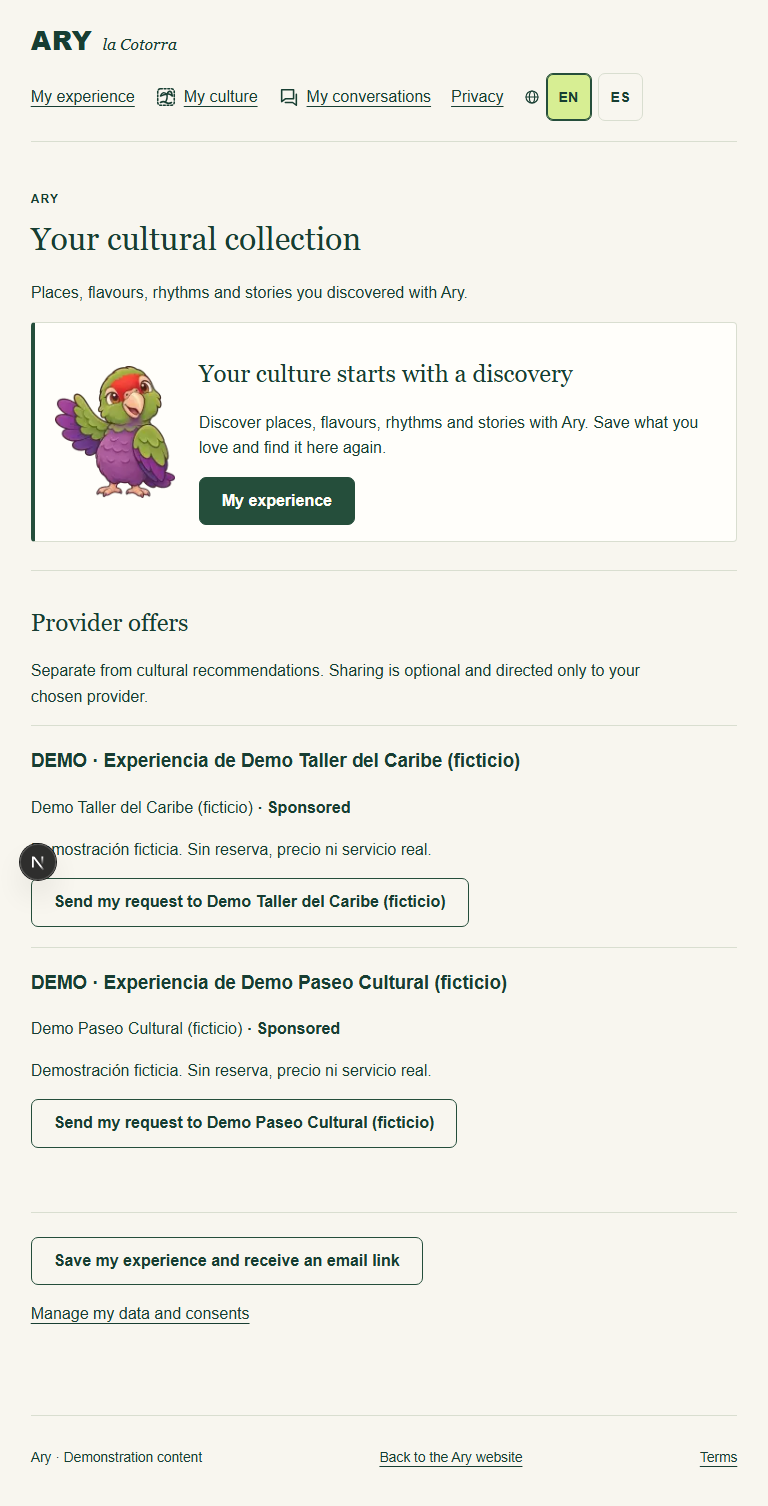 ARY la Cotorra
My experience My culture My conversations Privacy EN ES
ARY
Your cultural collection
Places, flavours, rhythms and stories you discovered with Ary.
Your culture starts with a discovery
Discover places, flavours, rhythms and stories with Ary. Save what you
love and find it here again.
My experience
Provider offers
Separate from cultural recommendations. Sharing is optional and directed only to your
chosen provider.
DEMO · Experiencia de Demo Taller del Caribe (ficticio)
Demo Taller del Caribe (ficticio) · Sponsored
mostración ficticia. Sin reserva, precio ni servicio real.
N
Send my request to Demo Taller del Caribe (ficticio)
DEMO · Experiencia de Demo Paseo Cultural (ficticio)
Demo Paseo Cultural (ficticio) · Sponsored
Demostración ficticia. Sin reserva, precio ni servicio real.
Send my request to Demo Paseo Cultural (ficticio)
Save my experience and receive an email link
Manage my data and consents
Ary · Demonstration content Back to the Ary website Terms